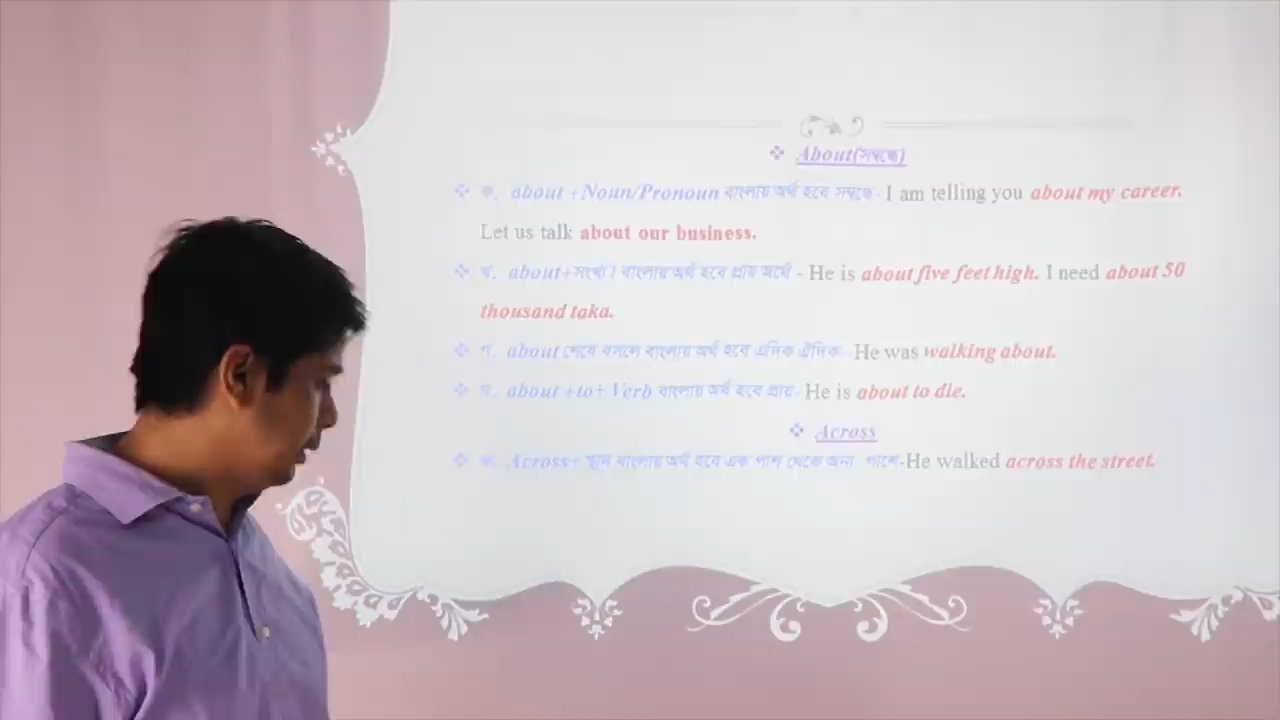 ❖ About(সম্বন্ধে)
❖ ক. about +Noun/Pronoun বাংলায় অর্থ হবে সম্বন্ধে- I am telling you about my career.
Let us talk about our business.
❖ খ. about+সংখ্যা। বাংলায় অর্থ হবে প্রায় অর্থে - He is about five feet high. I need about 50
thousand taka.
❖ গ. about শেষে বসলে বাংলায় অর্থ হবে এদিক ঐদিক- He was walking about.
❖ ঘ. about +to+ Verb বাংলায় অর্থ হবে প্রায়- He is about to die.
❖ Across
❖ ক. Across+ স্থান বাংলায় অর্থ হবে এক পাশ থেকে অন্য পাশে-He walked across the street.